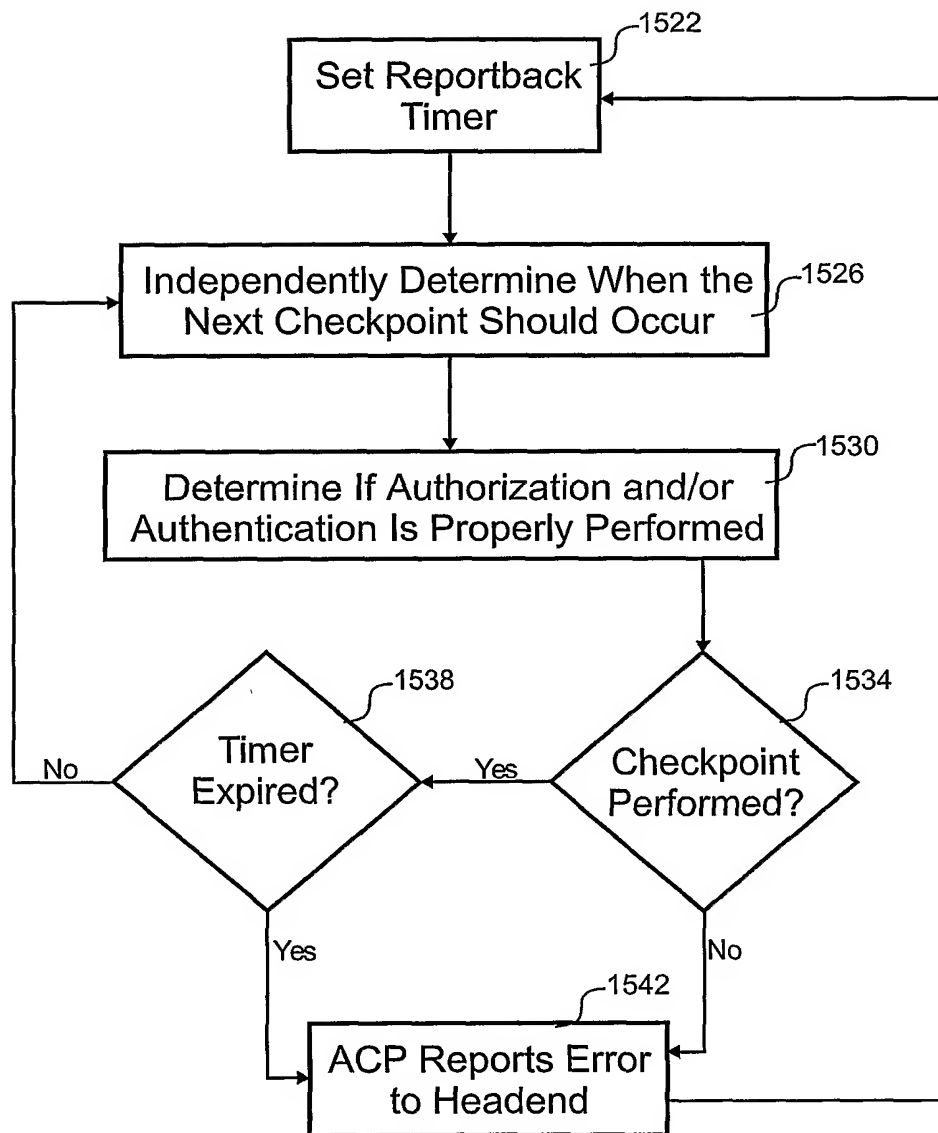 1522
Set Reportback
Timer
Independently Determine When the
Next Checkpoint Should Occur
1526
Determine If Authorization and/or
Authentication Is Properly Performed
1530
1538
Timer
Expired?
No
Yes
1534
Checkpoint
Performed?
Yes
No
1542
ACP Reports Error
to Headend